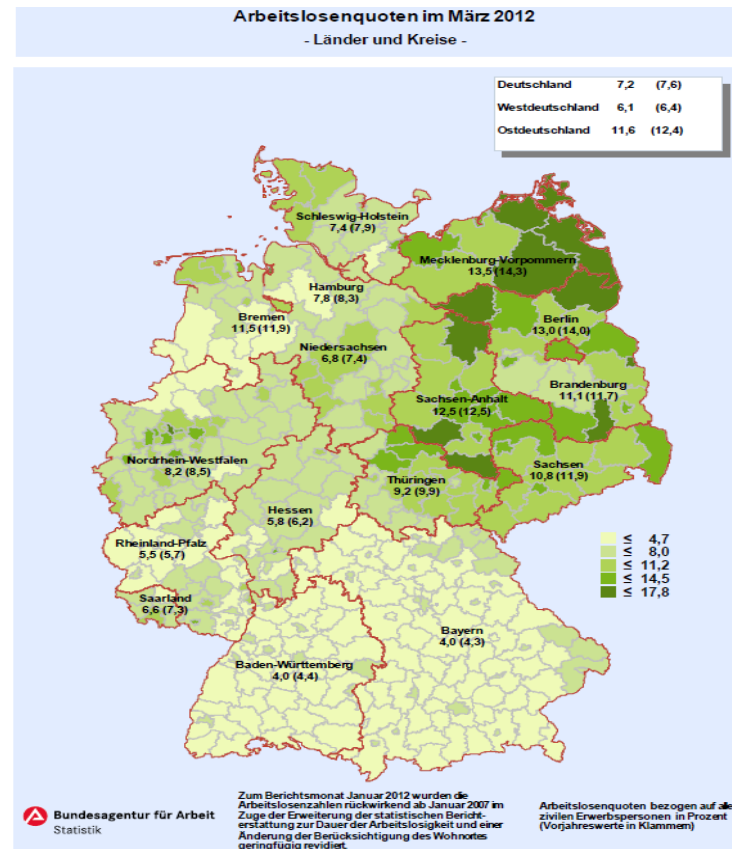 Arbeitslosenquoten im März 2012
- Länder und Kreise -
Deutschland 7,2 (7,6)
Westdeutschland 6,1 (6,4)
Ostdeutschland 11,6 (12,4)
Schleswig-Holstein
7,4 (7,9)
Mecklenburg-Vorpommern
13,5 (14,3)
Hamburg
7,8 (8,3)
Bremen
11,5 (11,9)
Berlin
13,0 (14,0)
Niedersachsen
6,8 (7,4)
Brandenburg
11,1 (11,7)
Sachsen-Anhalt
12,5 (12,5)
Nordrhein-Westfalen
8,2 (8,5)
Sachsen
10,8 (11,9)
Thüringen
9,2 (9,9)
Hessen
5,8 (6,2)
Rheinland-Pfalz
5,5 (5,7)
Saarland
6,6 (7,3)
Bayern
4,0 (4,3)
Baden-Württemberg
4,0 (4,4)
≤ 4,7
≤ 8,0
≤ 11,2
≤ 14,5
≤ 17,8
Bundesagentur für Arbeit
Statistik
Zum Berichtsmonat Januar 2012 wurden die
Arbeitslosenzahlen rückwirkend ab Januar 2007 im
Zuge der Erweiterung der statistischen Bericht-
erstattung zur Dauer der Arbeitslosigkeit und einer
Änderung der Berücksichtigung des Wohnortes
geringfügig revidiert.
Arbeitslosenquoten bezogen auf alle
zivilen Erwerbspersonen in Prozent
(Vorjahreswerte in Klammern)